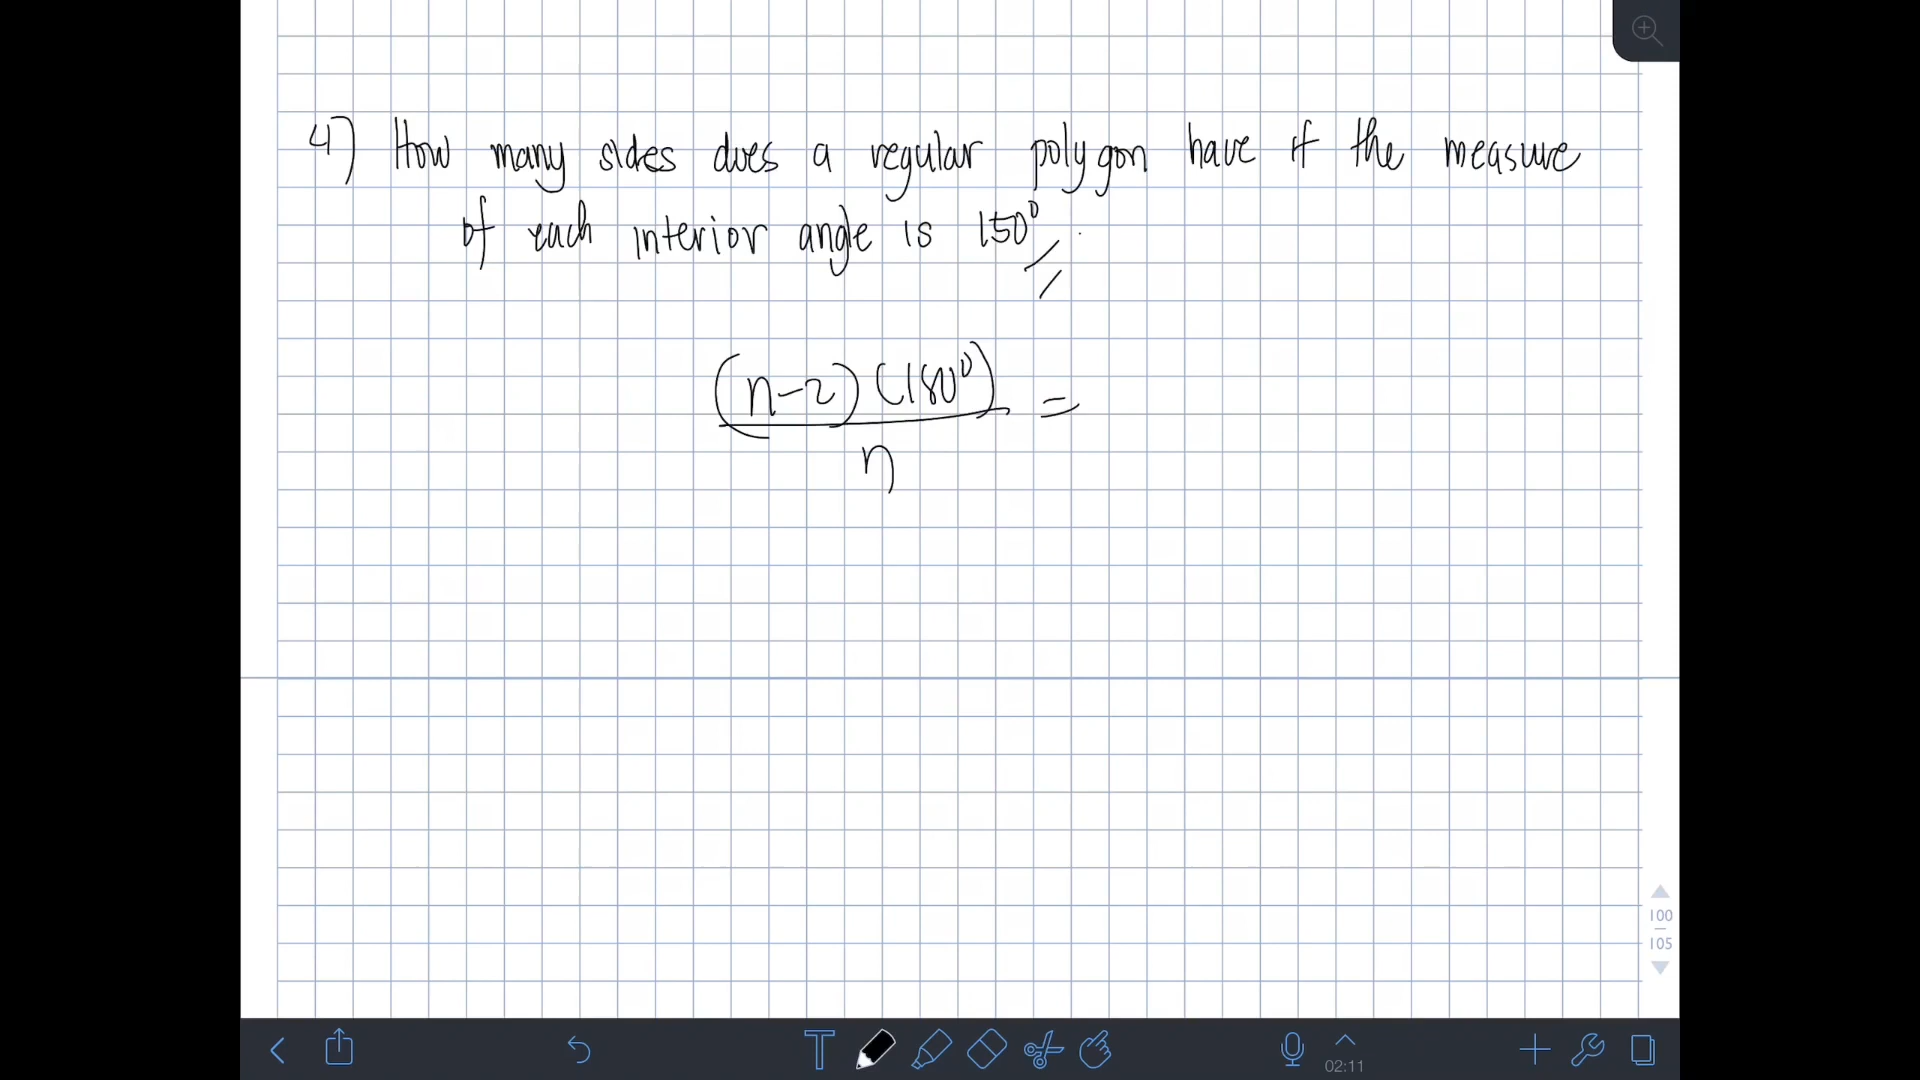 4) How many sides does a regular polygon have if the measure
of each interior angle is 150°.
(n-2)(180°) =
n
100
105
T
02:11